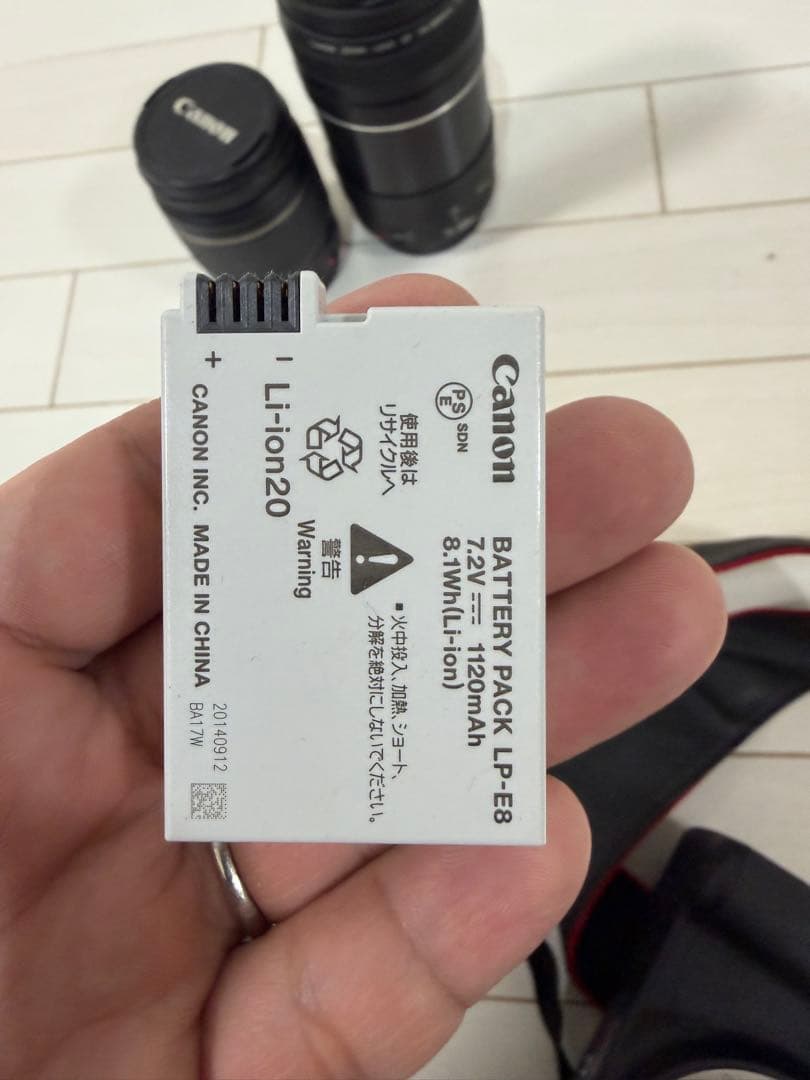 Canon
Canon
PS
E
SDN
BATTERY PACK LP-E8
7.2V ⎓ 1120mAh
8.1Wh(Li-ion)
使用後は
リサイクルへ
■ 火中投入、加熱、ショート、
分解を絶対にしないでください。
警告
Warning
Li-ion20
+ −
CANON INC. MADE IN CHINA
20140912
BA17W